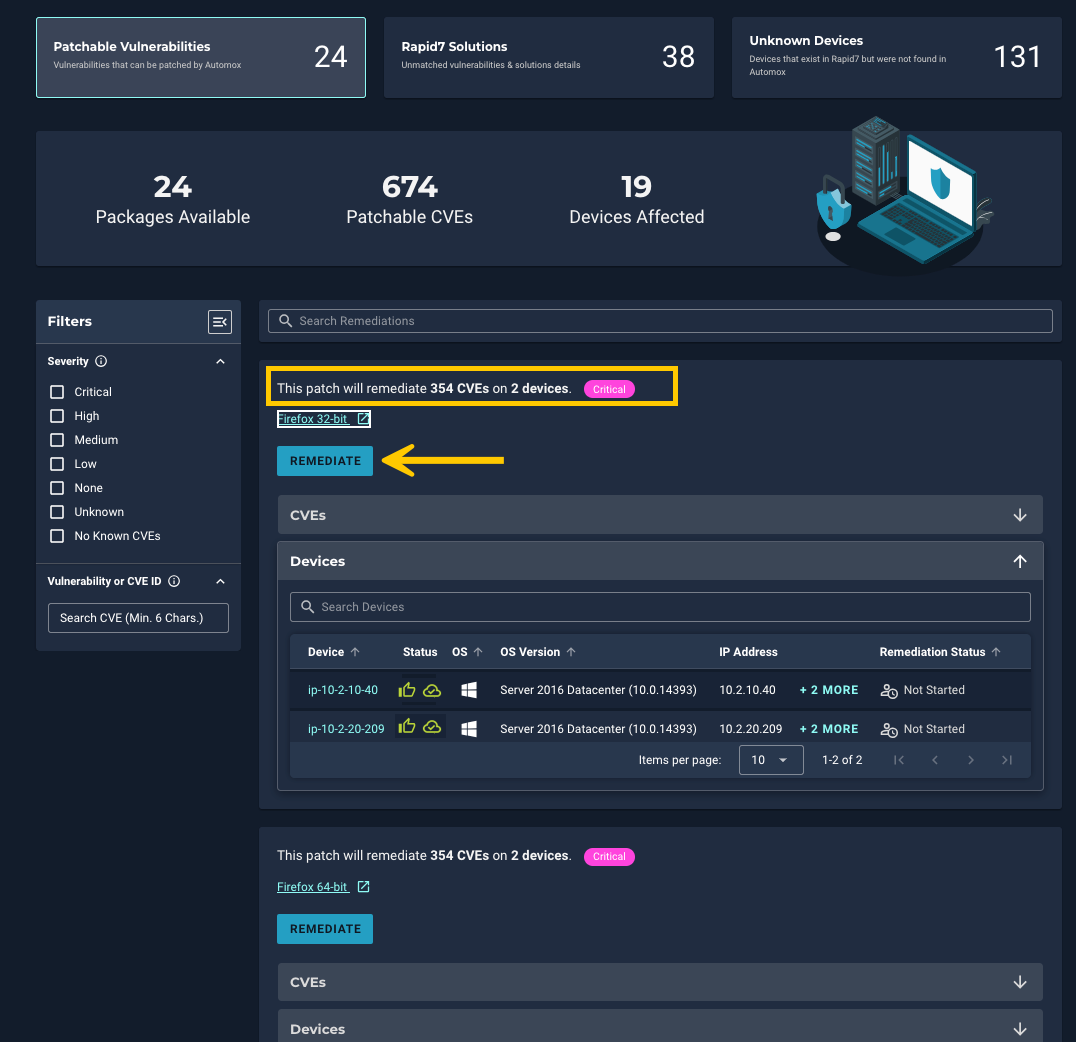 Patchable Vulnerabilities
Vulnerabilities that can be patched by Automox
24
Rapid7 Solutions
Unmatched vulnerabilities & solutions details
38
Unknown Devices
Devices that exist in Rapid7 but were not found in
Automox
131
24
Packages Available
674
Patchable CVEs
19
Devices Affected
Filters
Severity
Critical
High
Medium
Low
None
Unknown
No Known CVEs
Vulnerability or CVE ID
Search CVE (Min. 6 Chars.)
Search Remediations
This patch will remediate 354 CVEs on 2 devices. Critical
Firefox 32-bit
REMEDIATE
CVEs
Devices
Search Devices
Device Status OS OS Version IP Address Remediation Status
ip-10-2-10-40 Server 2016 Datacenter (10.0.14393) 10.2.10.40 + 2 MORE Not Started
ip-10-2-20-209 Server 2016 Datacenter (10.0.14393) 10.2.20.209 + 2 MORE Not Started
Items per page: 10 1-2 of 2
This patch will remediate 354 CVEs on 2 devices. Critical
Firefox 64-bit
REMEDIATE
CVEs
Devices